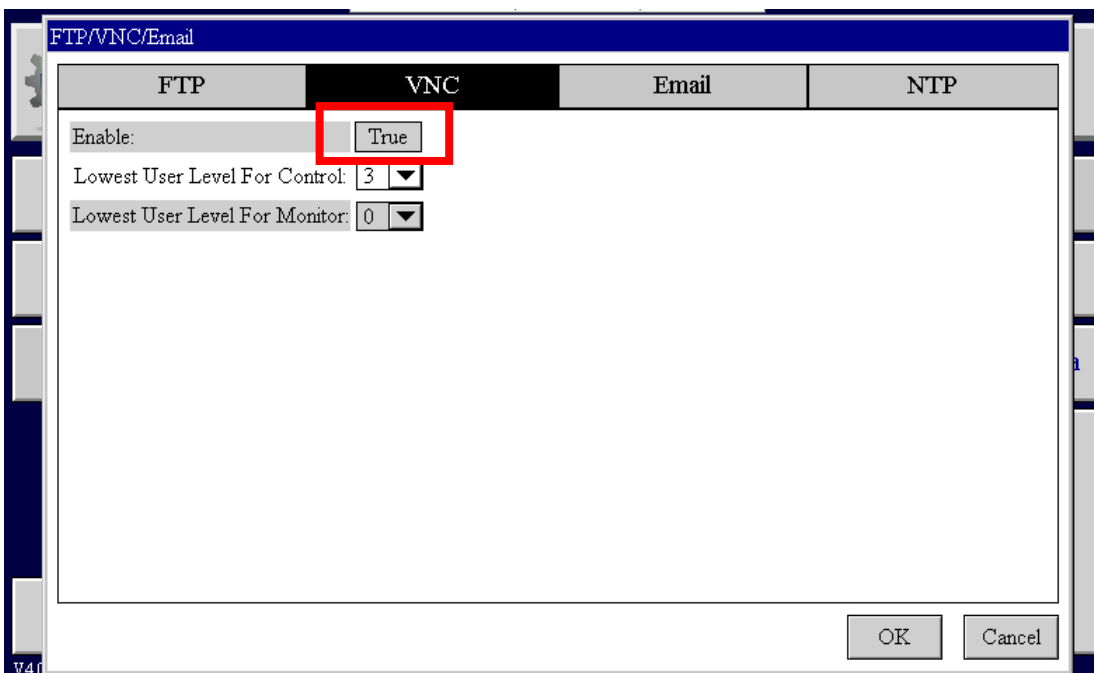 FTP/VNC/Email
FTP VNC Email NTP
Enable: True
Lowest User Level For Control: 3
Lowest User Level For Monitor: 0
a
OK Cancel